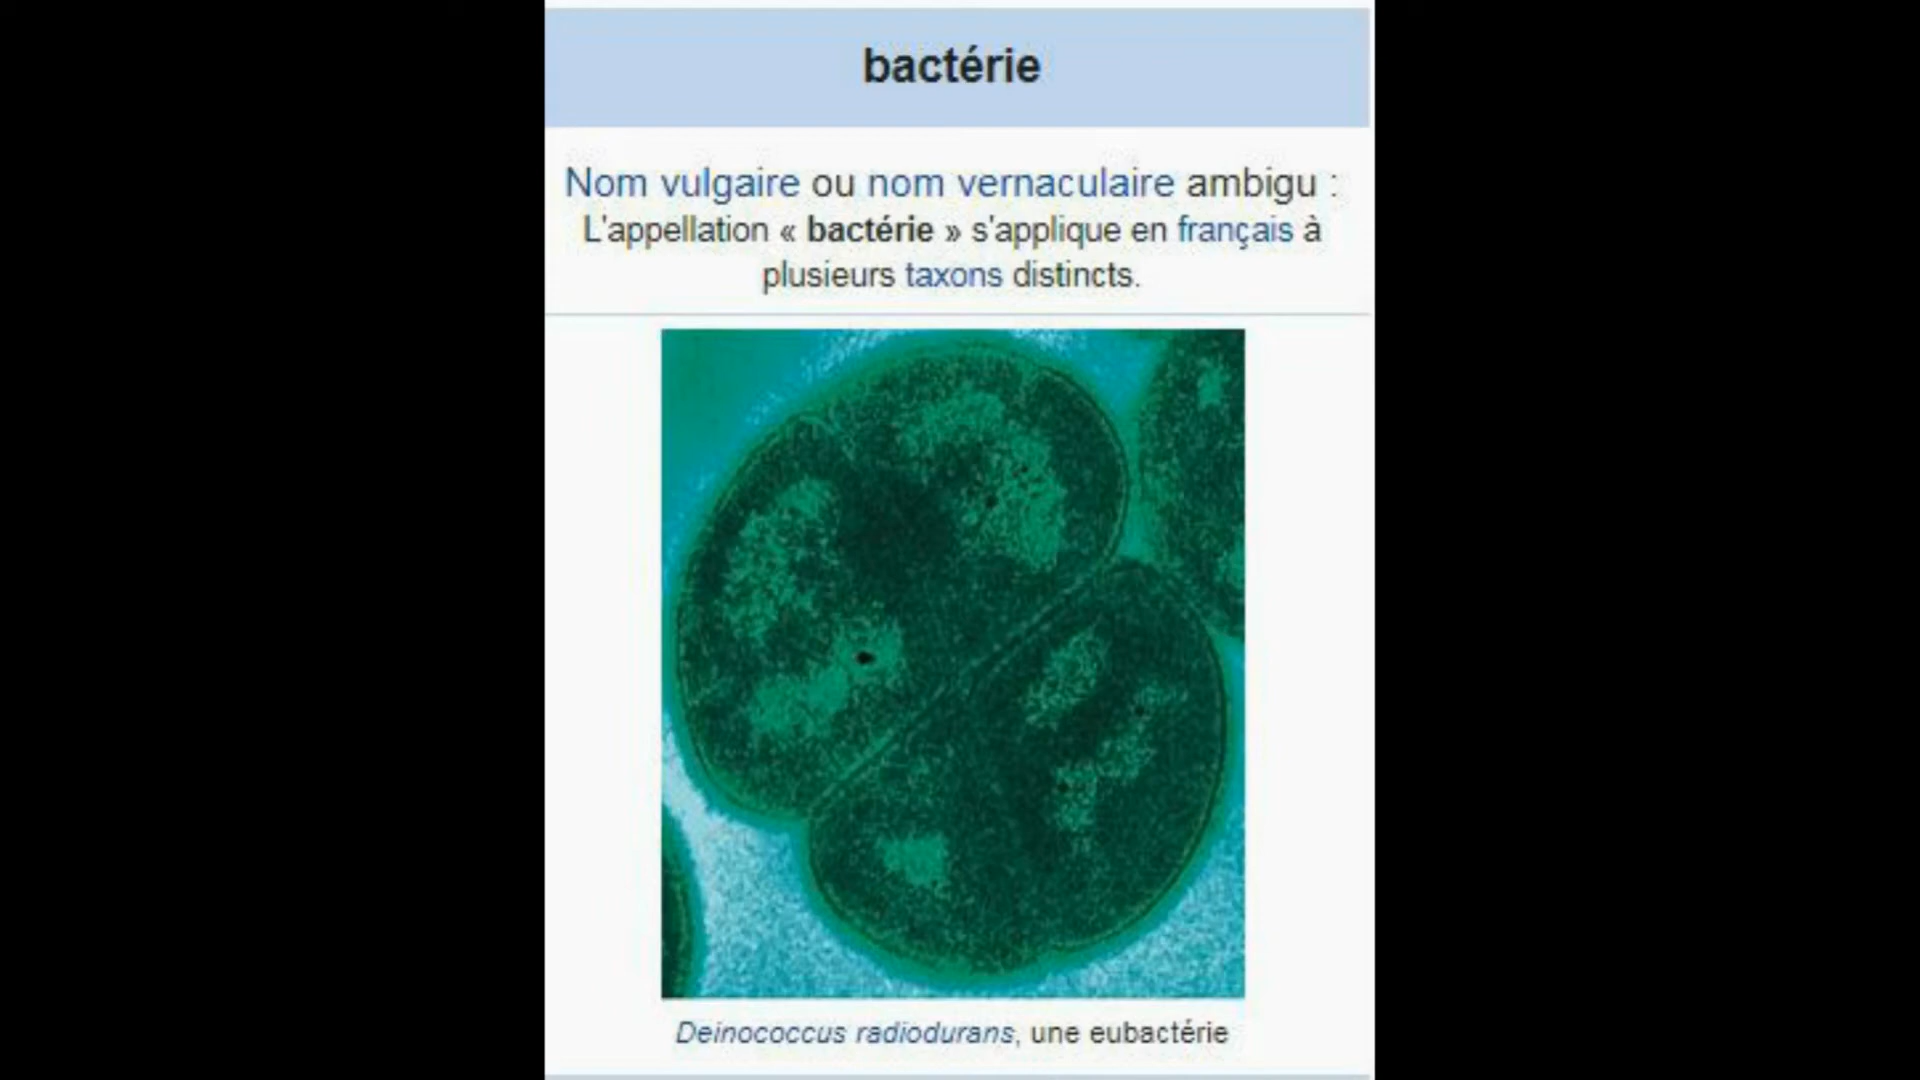 bactérie
Nom vulgaire ou nom vernaculaire ambigu :
L'appellation « bactérie » s'applique en français à
plusieurs taxons distincts.
Deinococcus radiodurans, une eubactérie